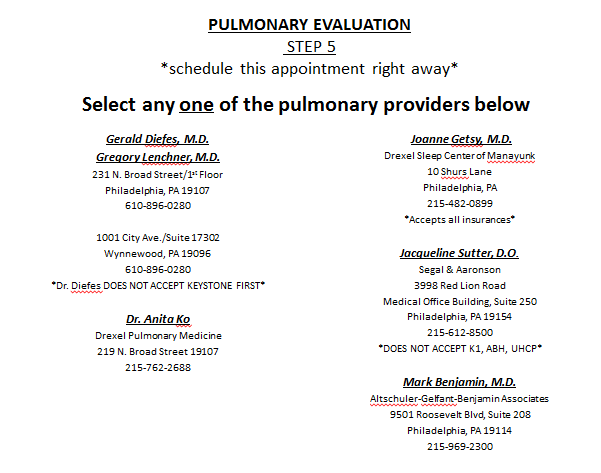 PULMONARY EVALUATION
STEP 5
*schedule this appointment right away*
Select any one of the pulmonary providers below
Gerald Diefes, M.D.
Gregory Lenchner, M.D.
231 N. Broad Street/1st Floor
Philadelphia, PA 19107
610-896-0280
1001 City Ave./Suite 17302
Wynnewood, PA 19096
610-896-0280
*Dr. Diefes DOES NOT ACCEPT KEYSTONE FIRST*
Dr. Anita Ko
Drexel Pulmonary Medicine
219 N. Broad Street 19107
215-762-2688
Joanne Getsy, M.D.
Drexel Sleep Center of Manayunk
10 Shurs Lane
Philadelphia, PA
215-482-0899
*Accepts all insurances*
Jacqueline Sutter, D.O.
Segal & Aaronson
3998 Red Lion Road
Medical Office Building, Suite 250
Philadelphia, PA 19154
215-612-8500
*DOES NOT ACCEPT K1, ABH, UHCP*
Mark Benjamin, M.D.
Altschuler-Gelfant-Benjamin Associates
9501 Roosevelt Blvd, Suite 208
Philadelphia, PA 19114
215-969-2300